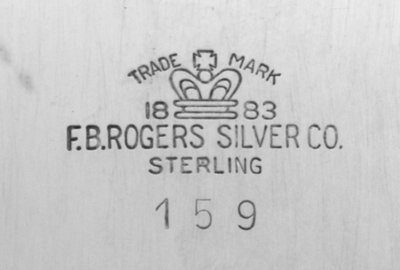 TRADE MARK
18 83
F.B.ROGERS SILVER CO.
STERLING
159